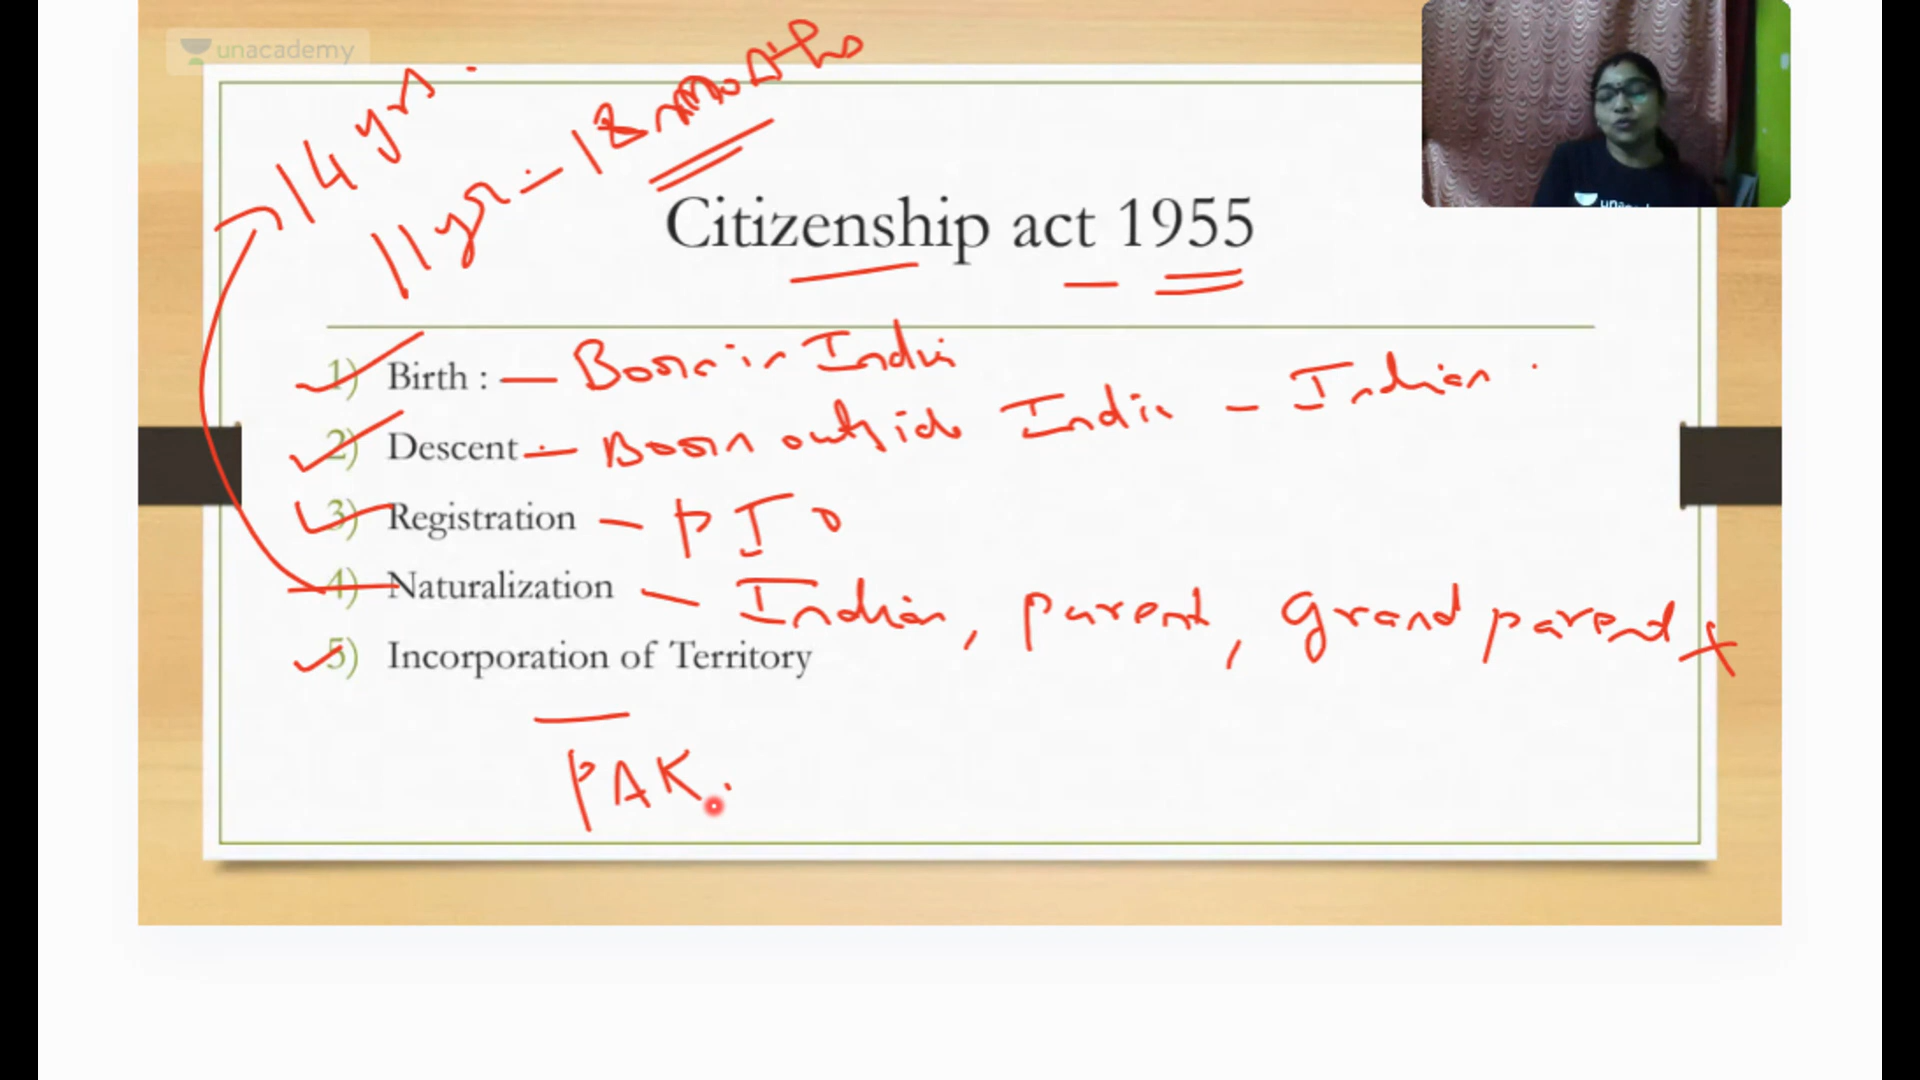 unacademy
14 yrs.
11 yr - 12 months
Citizenship act 1955
1) Birth : - Born in India
2) Descent - Born outside India - Indian.
3) Registration - PIO
4) Naturalization - Indian, parent, grand parent x
5) Incorporation of Territory
PAK.